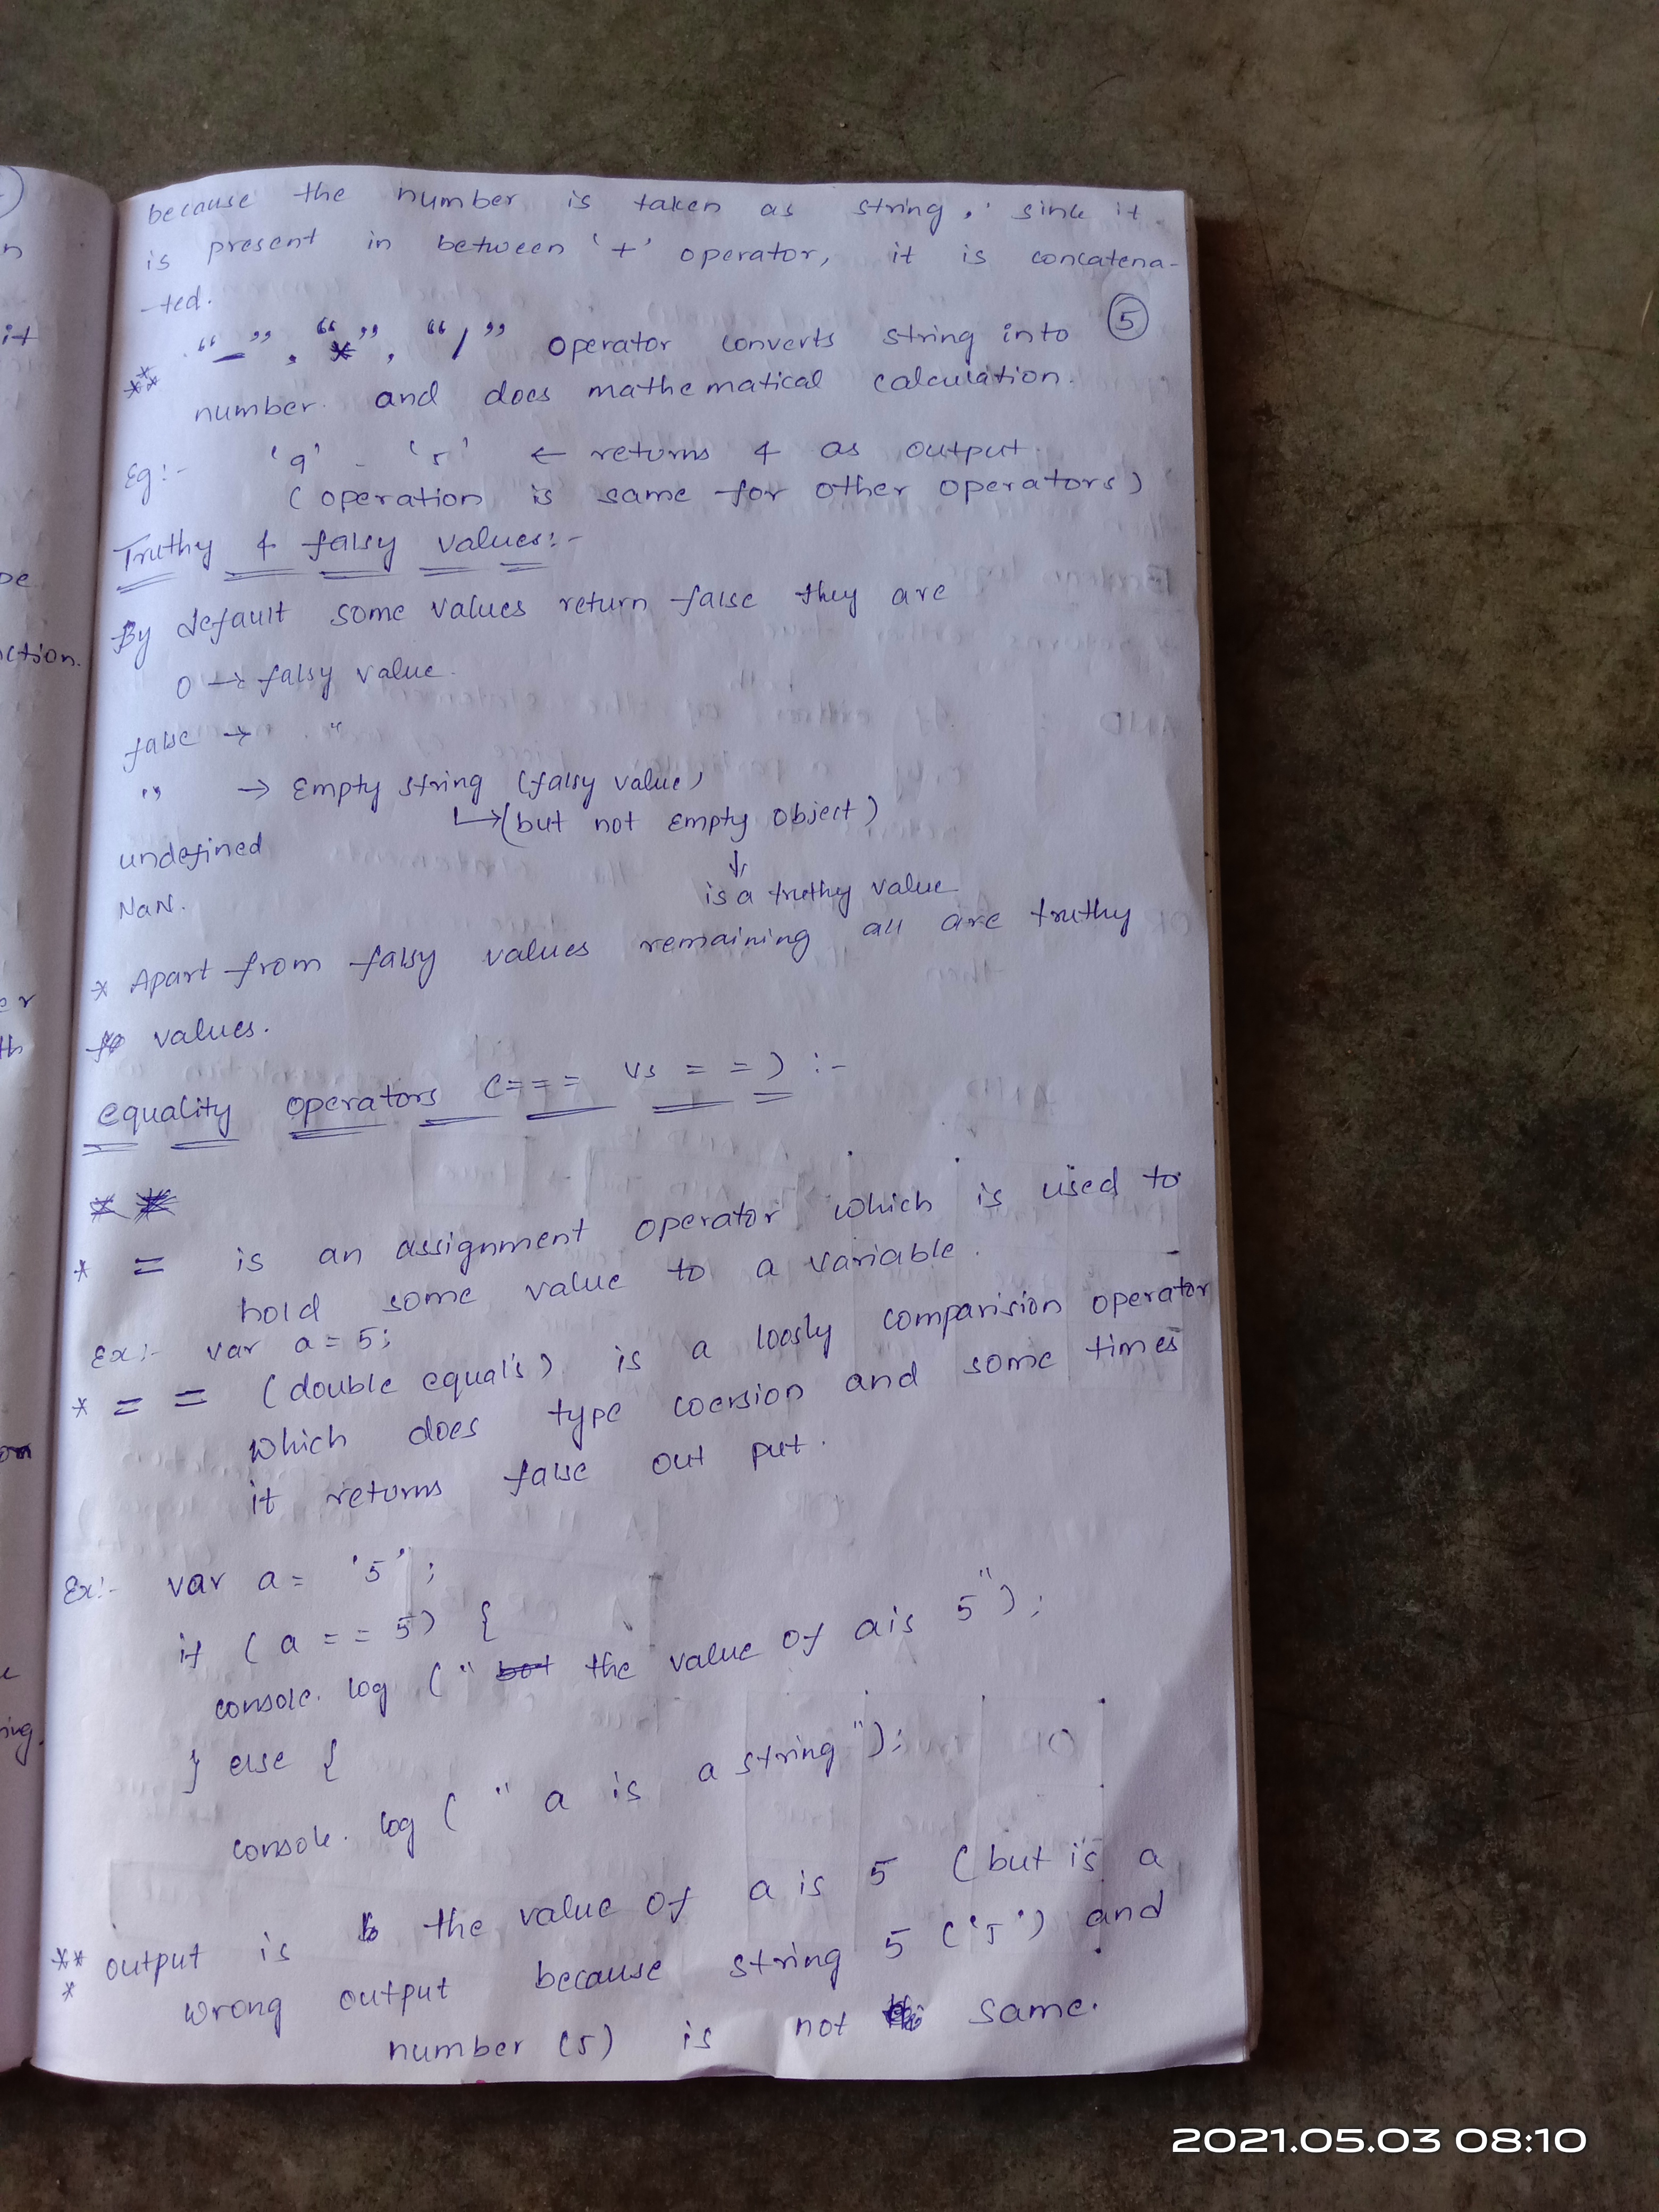 because the number is taken as string, since it
is present in between '+' operator, it is concatena-
-ted.
5
** "-", "*", "/" operator converts string into
number and does mathematical calculation.
Eg:- '9' - '5' ← returns 4 as output
(operation is same for other operators)
Truthy & falsy values:-
By default some values return false they are
0 → falsy value.
false → "
'' → Empty string (falsy value)
↳ (but not empty object)
↓
undefined
is a truthy value
NaN.
* Apart from falsy values remaining all are truthy
values.
equality operators (=== vs ==) :-
* = is an assignment operator which is used to
hold some value to a variable.
Ex:- var a = 5;
* == (double equal's) is a loosly comparision operator
which does type coersion and some times
it returns false out put.
Ex:- var a = '5';
if (a == 5) {
console.log (" the value of a is 5");
} else {
console.log (" a is a string");
*** output is the value of a is 5 (but is a
wrong output because string 5 ('5') and
number (5) is not same.
it
n
pe
ction.
er
th
ing.
2021.05.03 08:10